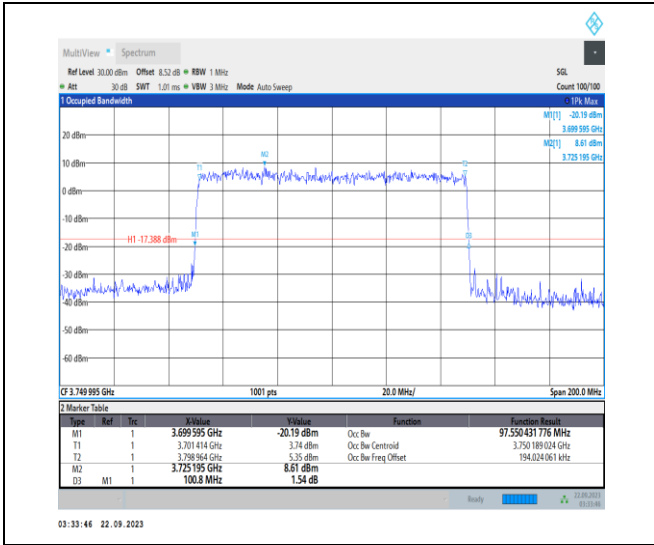 MultiView Spectrum
Ref Level 30.00 dBm Offset 8.52 dB RBW 1 MHz SGL
Att 30 dB SWT 1.01 ms VBW 3 MHz Mode Auto Sweep Count 100/100
1 Occupied Bandwidth 1Pk Max
M1[1] -20.19 dBm
3.699 595 GHz
20 dBm
M2[1] 8.61 dBm
3.725 195 GHz
M2
10 dBm
T1
T2
0 dBm
-10 dBm
H1 -17.388 dBm
M1
D3
-20 dBm
-30 dBm
-40 dBm
-50 dBm
-60 dBm
CF 3.749 995 GHz 1001 pts 20.0 MHz/ Span 200.0 MHz
2 Marker Table
Type Ref Trc X-Value Y-Value Function Function Result
M1 1 3.699 595 GHz -20.19 dBm Occ Bw 97.550 431 776 MHz
T1 1 3.701 414 GHz 3.74 dBm Occ Bw Centroid 3.750 189 024 GHz
T2 1 3.798 964 GHz 5.35 dBm Occ Bw Freq Offset 194.024 061 kHz
M2 1 3.725 195 GHz 8.61 dBm
D3 M1 1 100.8 MHz 1.54 dB
Ready 22.09.2023
03:33:46
03:33:46 22.09.2023